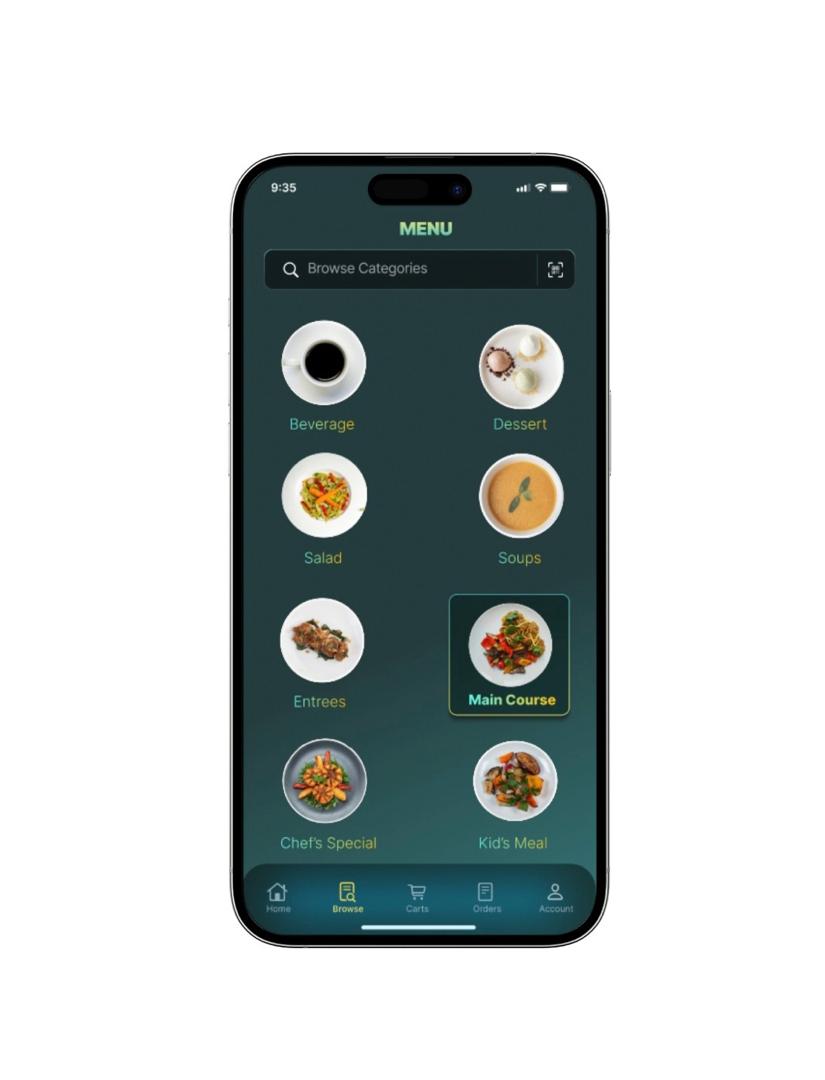 9:35
MENU
Browse Categories
Beverage
Dessert
Salad
Soups
Entrees
Main Course
Chef's Special
Kid's Meal
Home
Browse
Carts
Orders
Account